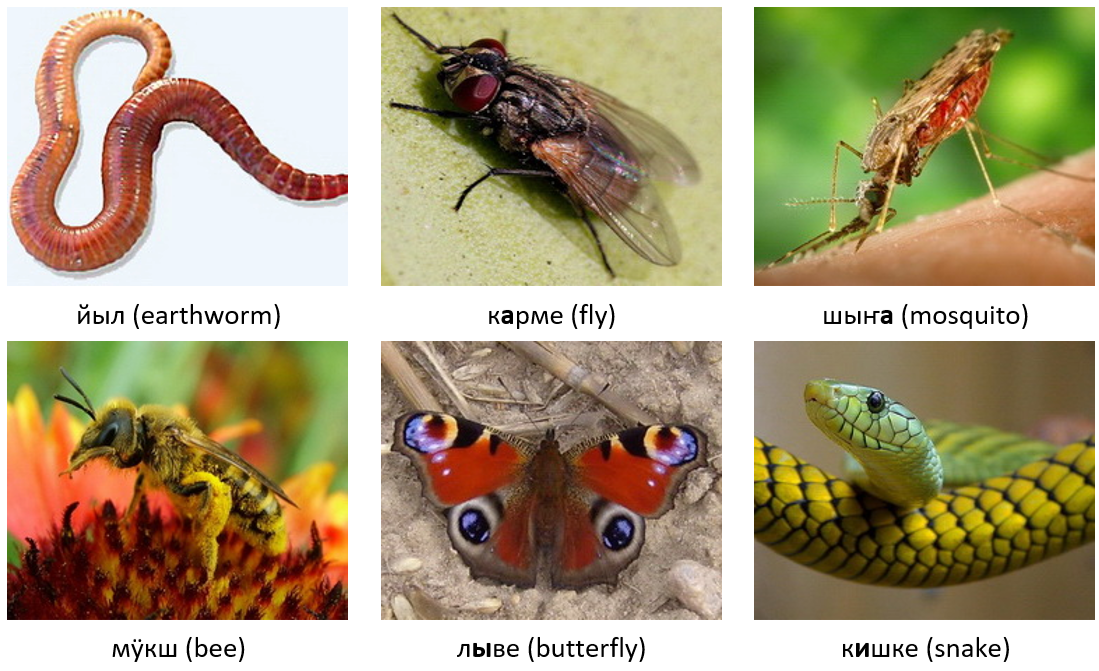 йыл (earthworm)
карме (fly)
шыҥа (mosquito)
мӱкш (bee)
лыве (butterfly)
кишке (snake)